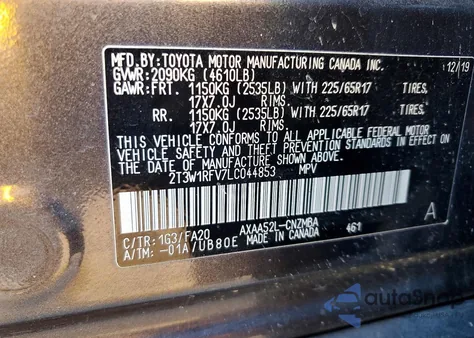 MFD.BY:TOYOTA MOTOR MANUFACTURING CANADA INC. 12/19
GVWR:2090KG (4610LB)
GAWR:FRT. 1150KG (2535LB) WITH 225/65R17
17X7.0J RIMS.
RR. 1150KG (2535LB) WITH 225/65R17
17X7.0J RIMS.
THIS VEHICLE CONFORMS TO ALL APPLICABLE FEDERAL MOTOR
VEHICLE SAFETY AND THEFT PREVENTION STANDARDS IN EFFECT ON
THE DATE OF MANUFACTURE SHOWN ABOVE.
2T3W1RFV7LC044853 MPV
C/TR:1G3/FA20 AXAA52L-CNZMBA A
A/TM:-01A/UB80E MADE IN CANADA 461
autoSnap